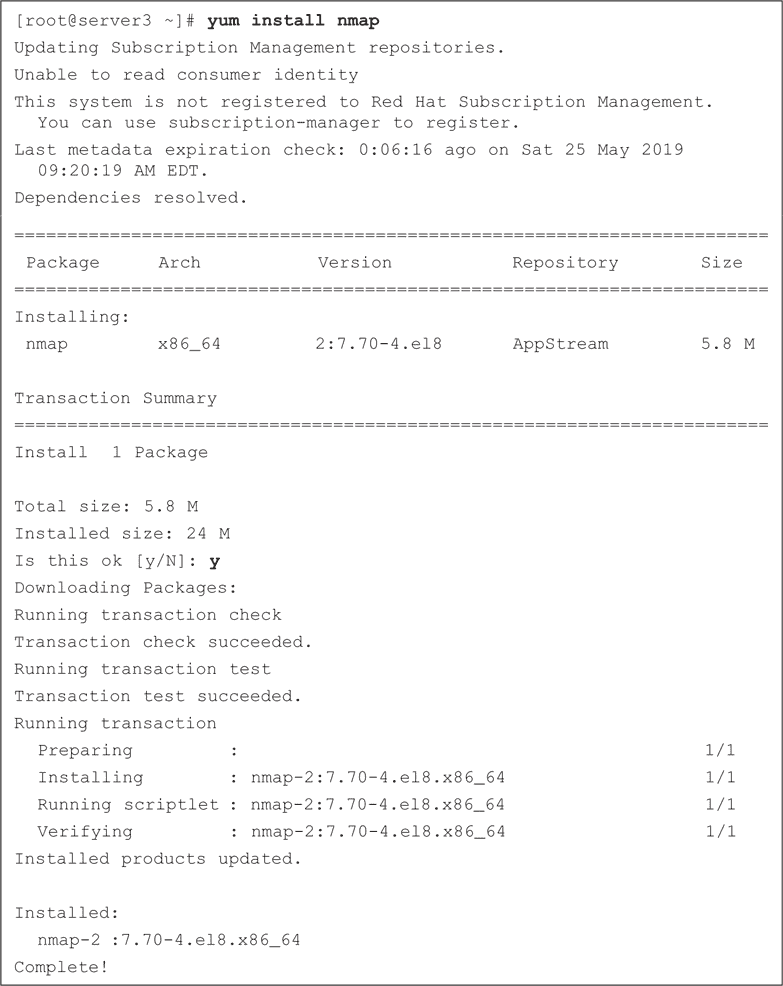 [root@server3 ~]# yum install nmap
Updating Subscription Management repositories.
Unable to read consumer identity
This system is not registered to Red Hat Subscription Management.
You can use subscription-manager to register.
Last metadata expiration check: 0:06:16 ago on Sat 25 May 2019
09:20:19 AM EDT.
Dependencies resolved.
=======================================================================
Package Arch Version Repository Size
=======================================================================
Installing:
nmap x86_64 2:7.70-4.el8 AppStream 5.8 M
Transaction Summary
=======================================================================
Install 1 Package
Total size: 5.8 M
Installed size: 24 M
Is this ok [y/N]: y
Downloading Packages:
Running transaction check
Transaction check succeeded.
Running transaction test
Transaction test succeeded.
Running transaction
Preparing : 1/1
Installing : nmap-2:7.70-4.el8.x86_64 1/1
Running scriptlet : nmap-2:7.70-4.el8.x86_64 1/1
Verifying : nmap-2:7.70-4.el8.x86_64 1/1
Installed products updated.
Installed:
nmap-2 :7.70-4.el8.x86_64
Complete!